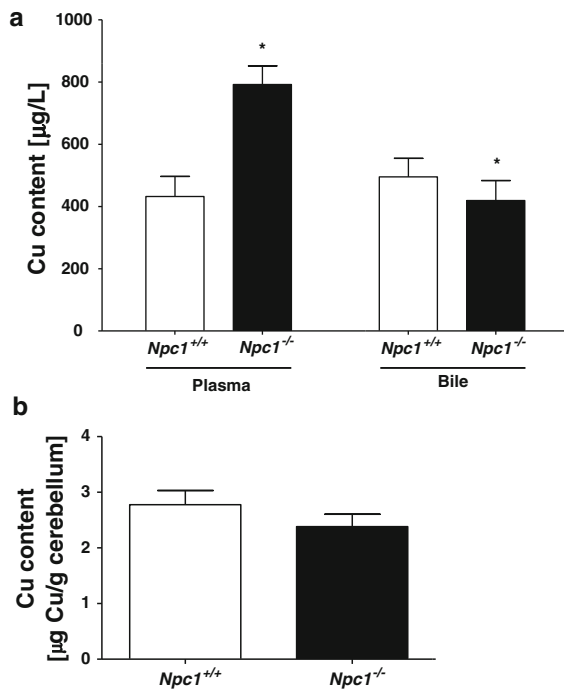 a
Cu content [µg/L]
1000
800
600
400
200
0
*
*
Npc1+/+ Npc1-/- Npc1+/+ Npc1-/-
Plasma Bile
b
Cu content
[µg Cu/g cerebellum]
4
3
2
1
0
Npc1+/+ Npc1-/-